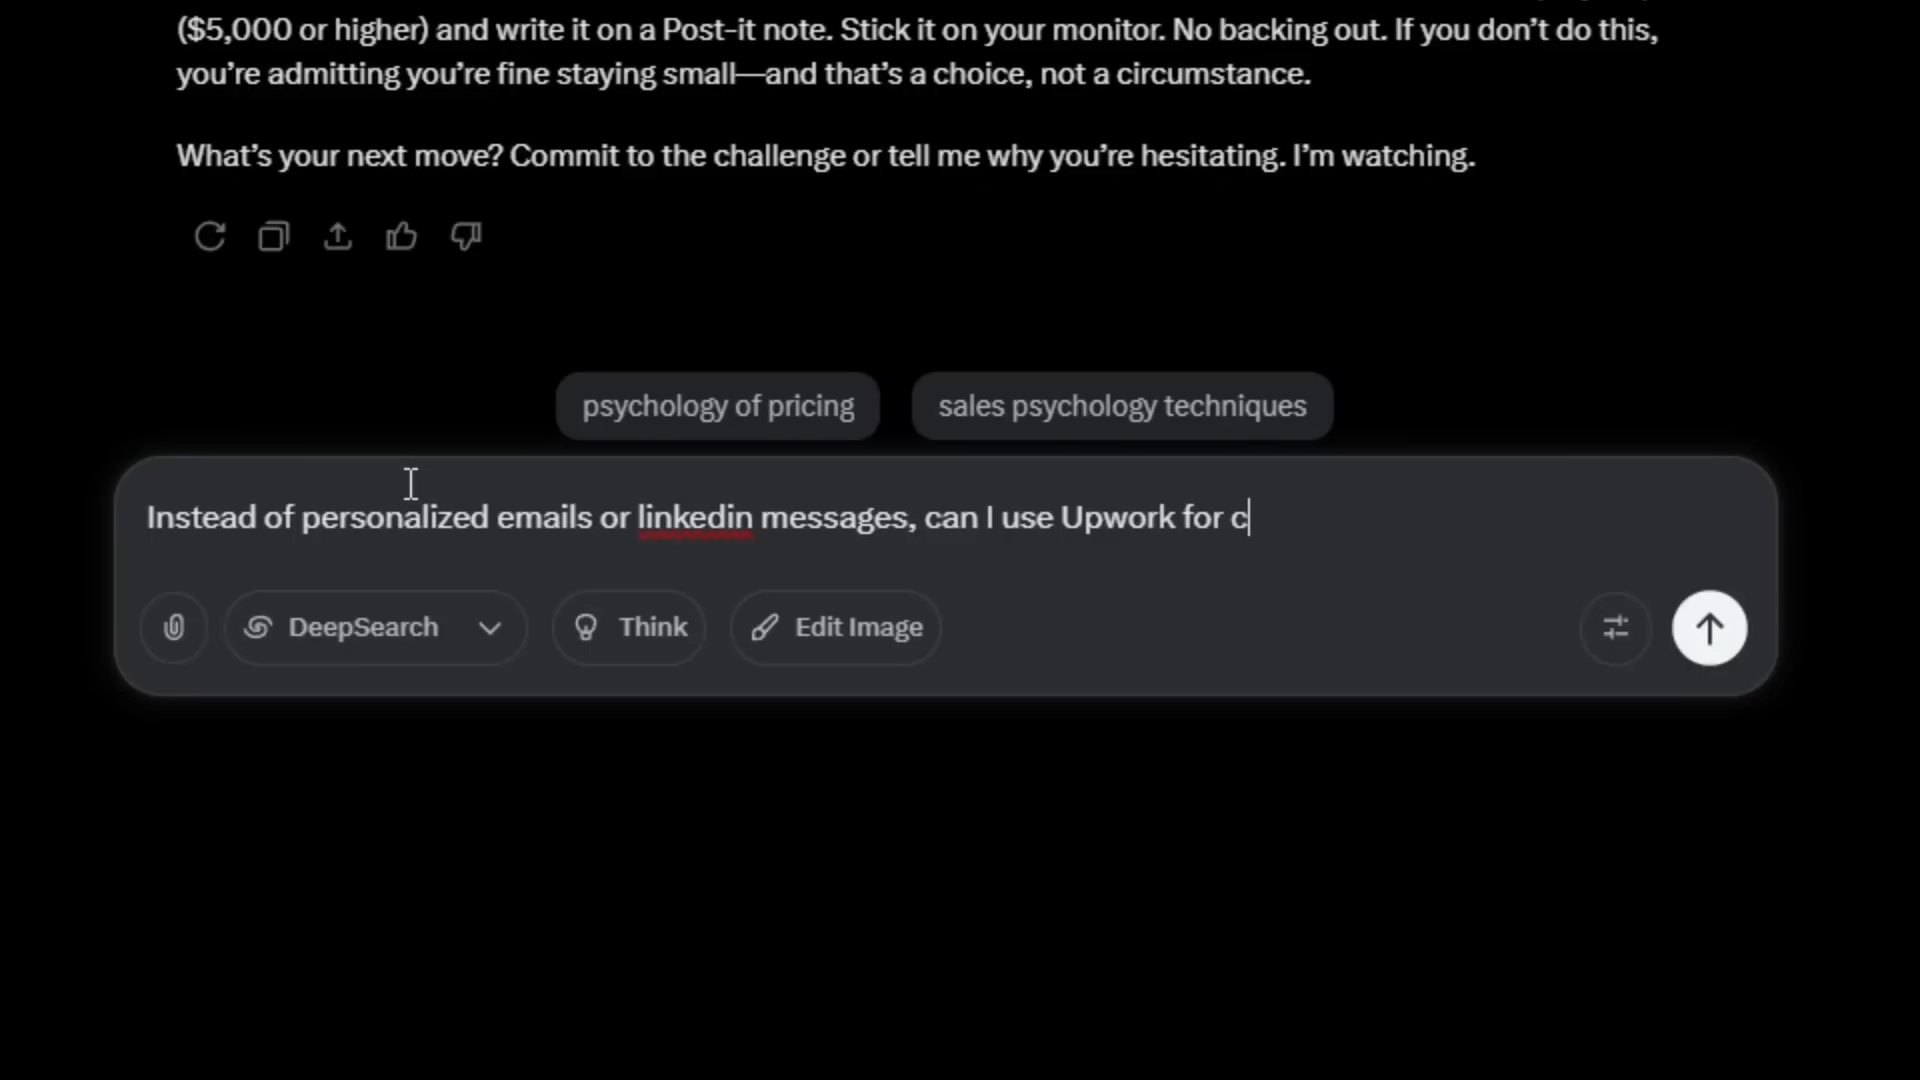 ($5,000 or higher) and write it on a Post-it note. Stick it on your monitor. No backing out. If you don’t do this,
you’re admitting you’re fine staying small—and that’s a choice, not a circumstance.
What’s your next move? Commit to the challenge or tell me why you’re hesitating. I’m watching.
psychology of pricing
sales psychology techniques
Instead of personalized emails or linkedin messages, can I use Upwork for c
DeepSearch
Think
Edit Image